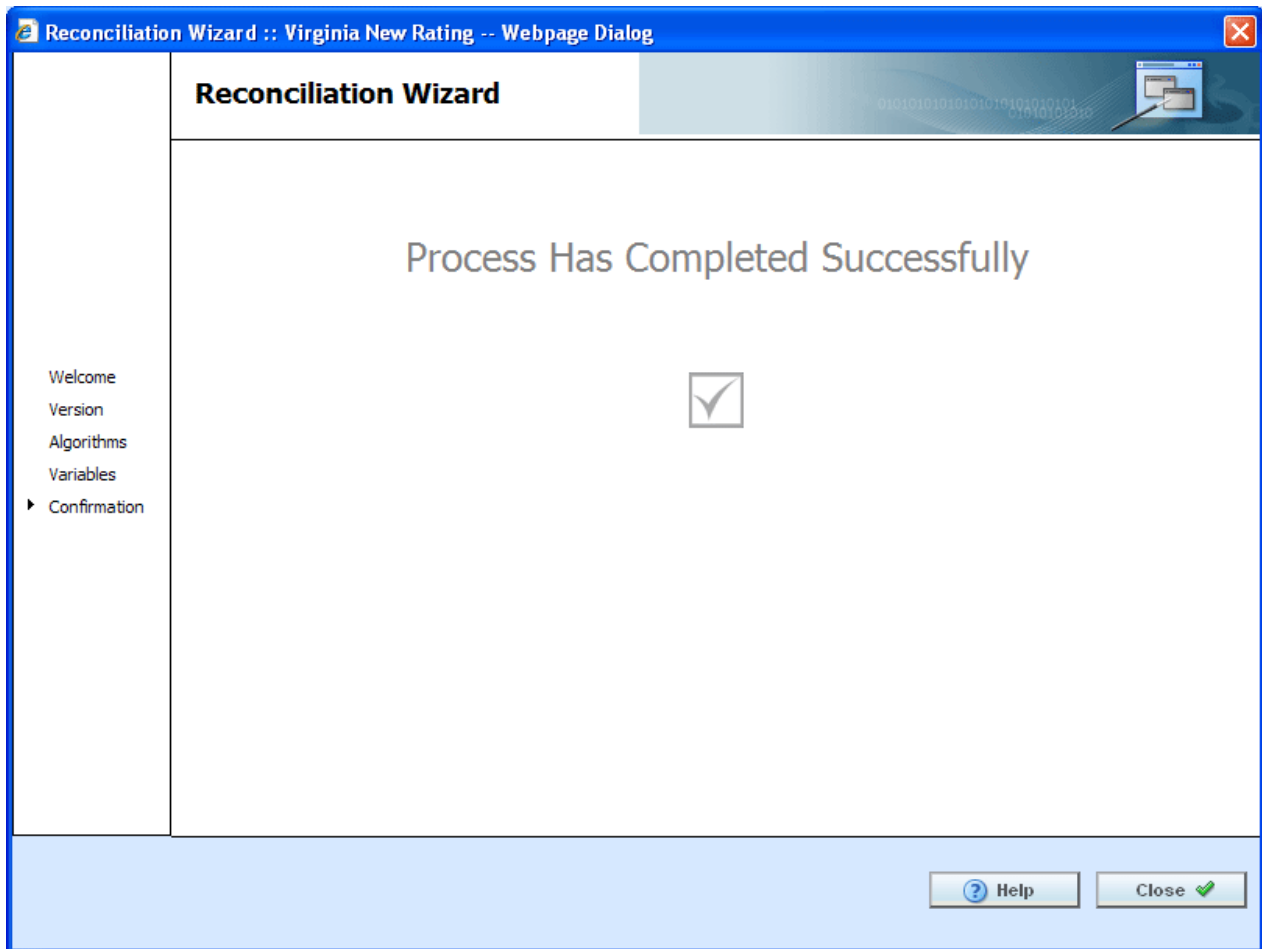 Reconciliation Wizard :: Virginia New Rating -- Webpage Dialog
Reconciliation Wizard
Process Has Completed Successfully
Welcome
Version
Algorithms
Variables
Confirmation
Help
Close